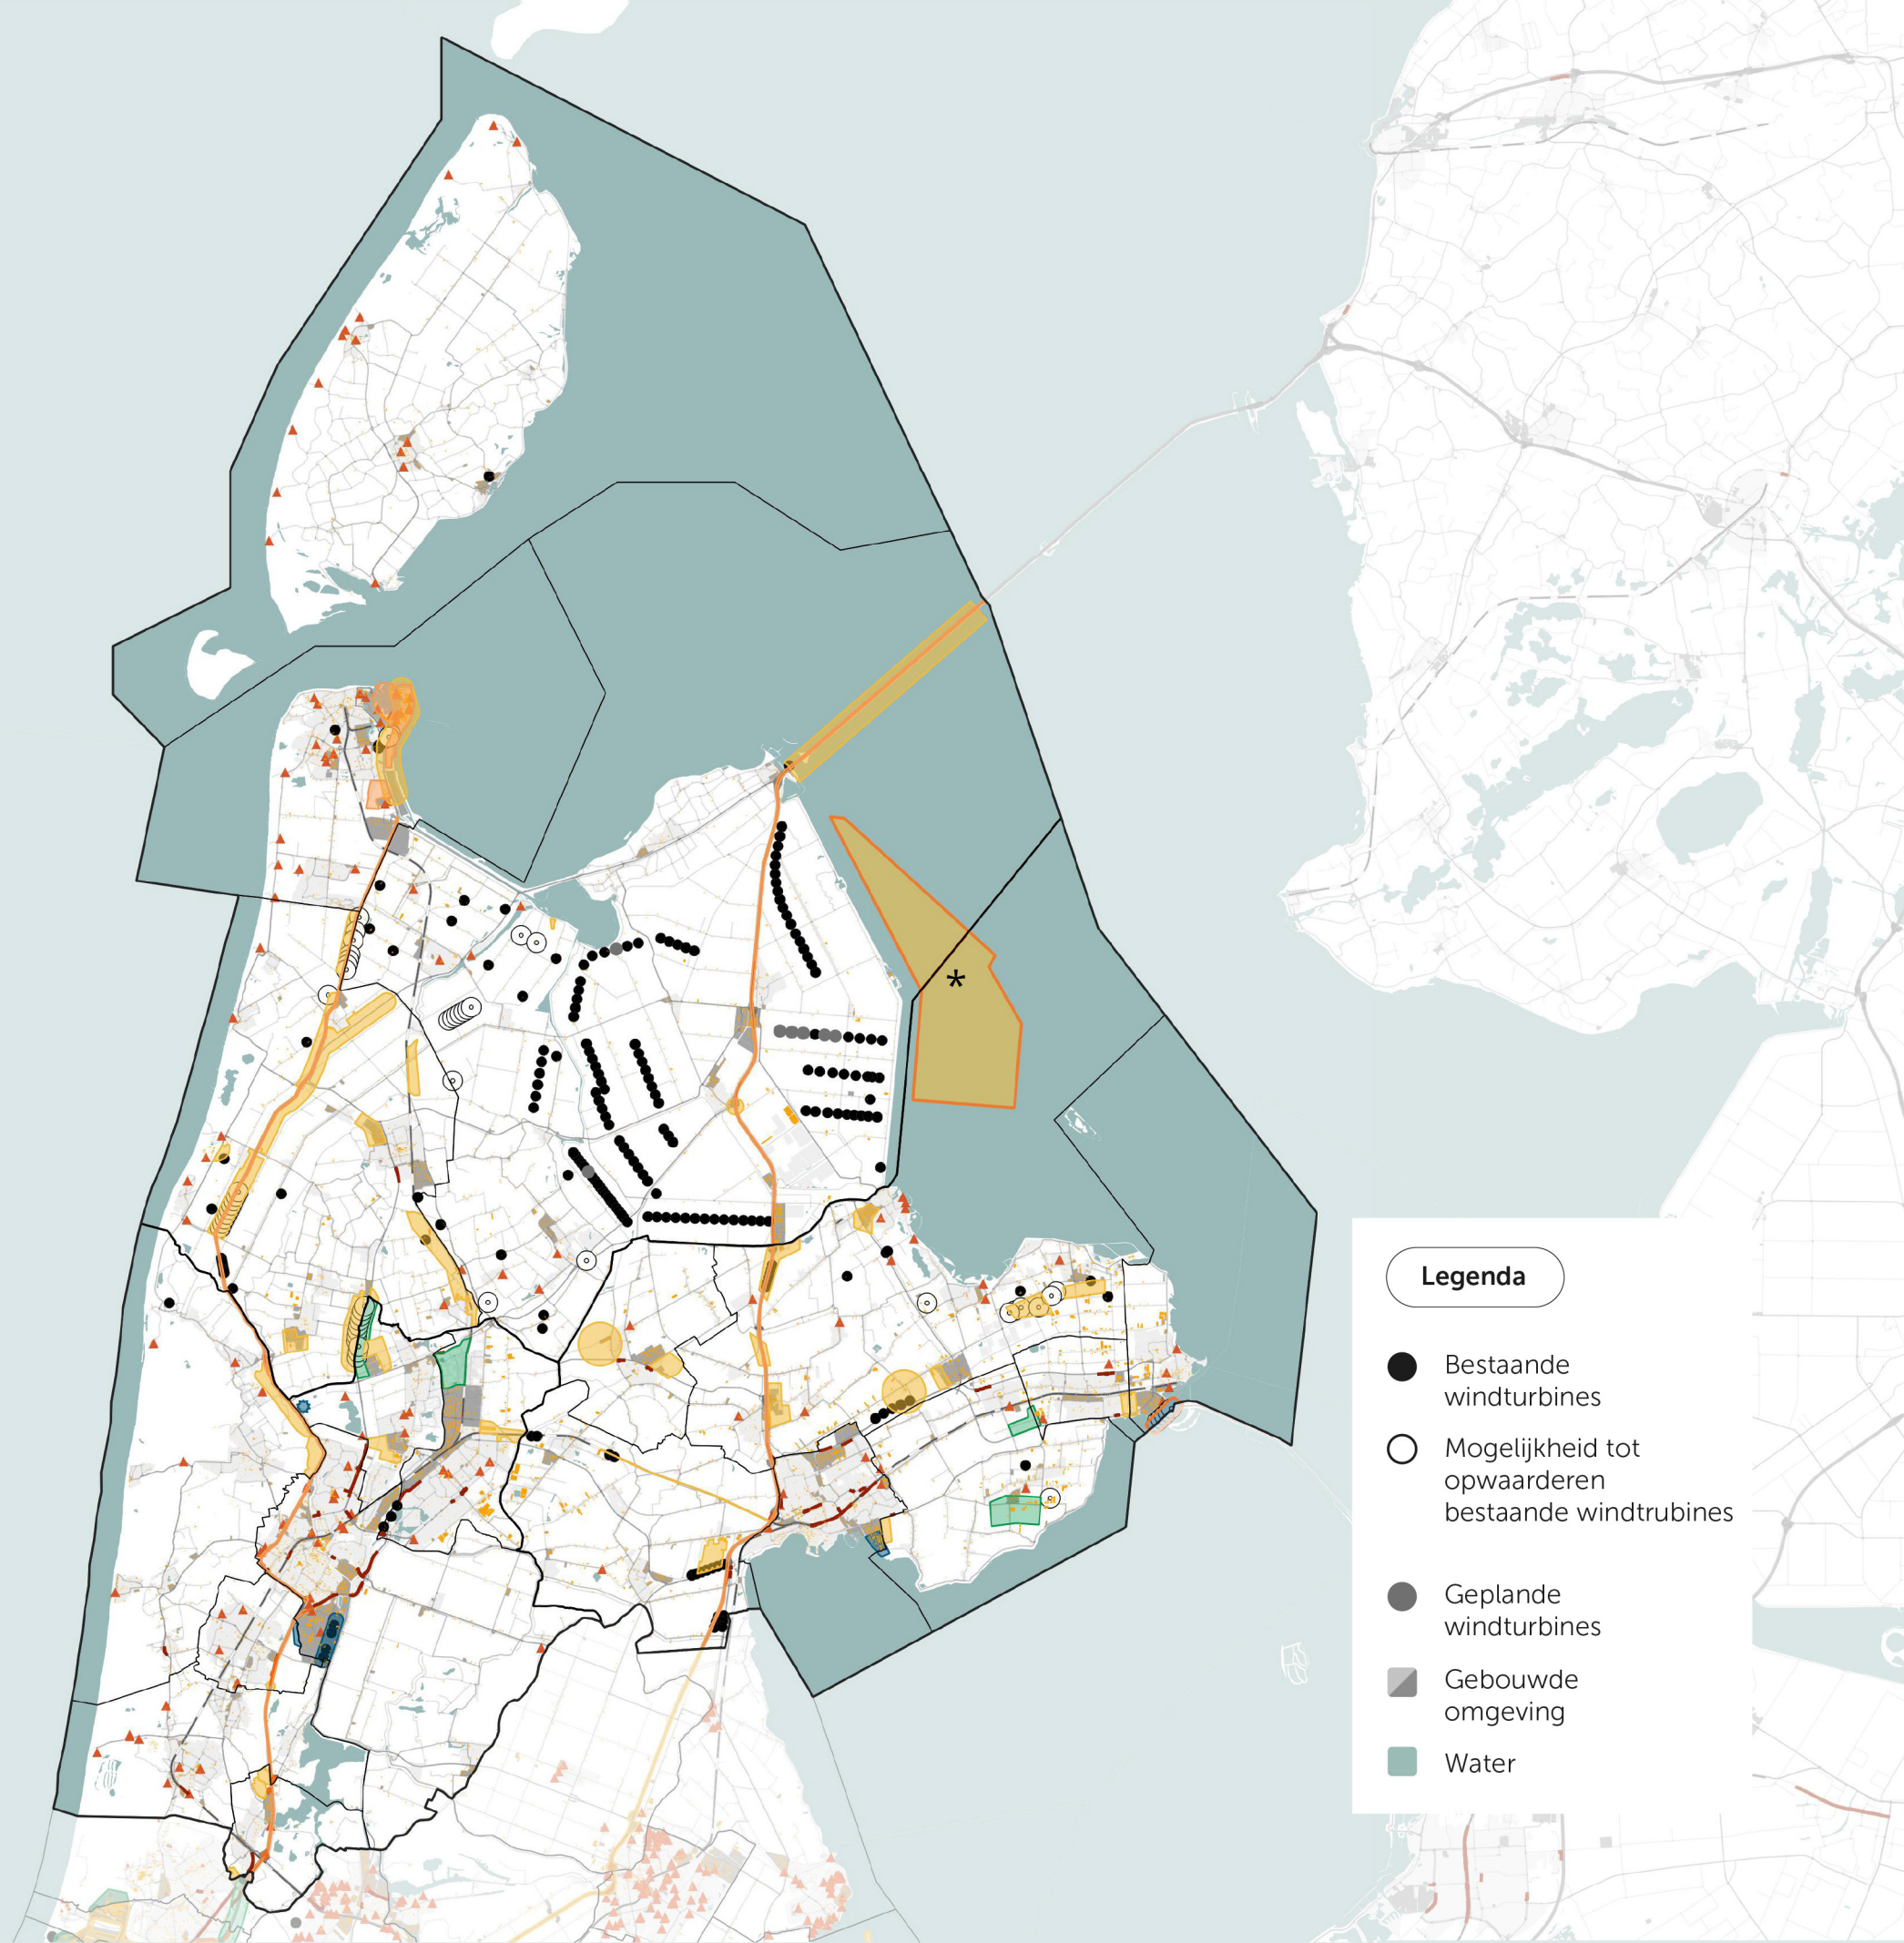 *
Legenda
Bestaande
windturbines
Mogelijkheid tot
opwaarderen
bestaande windtrubines
Geplande
windturbines
Gebouwde
omgeving
Water